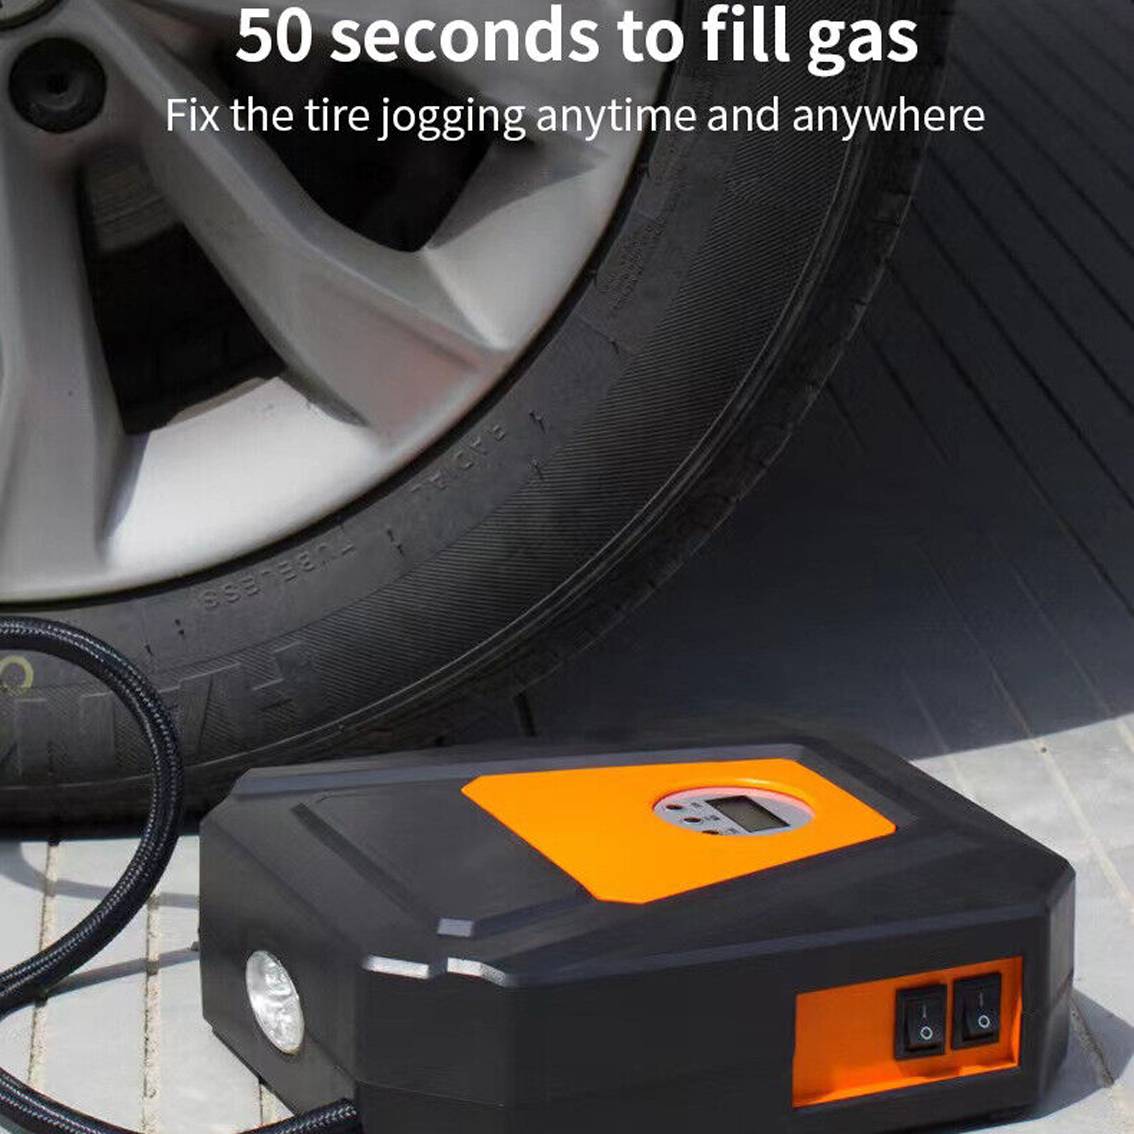 50 seconds to fill gas
Fix the tire jogging anytime and anywhere
RADIAL
TUBELESS